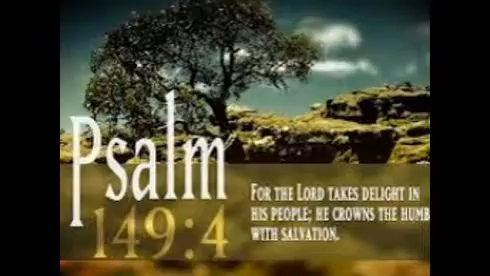 Psalm
149:4
FOR THE LORD TAKES DELIGHT IN
HIS PEOPLE; HE CROWNS THE HUMB
WITH SALVATION.